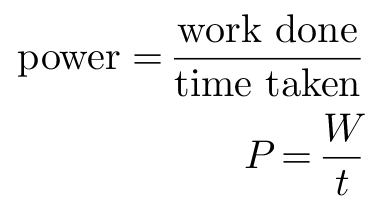 power = work done / time taken
P = W / t